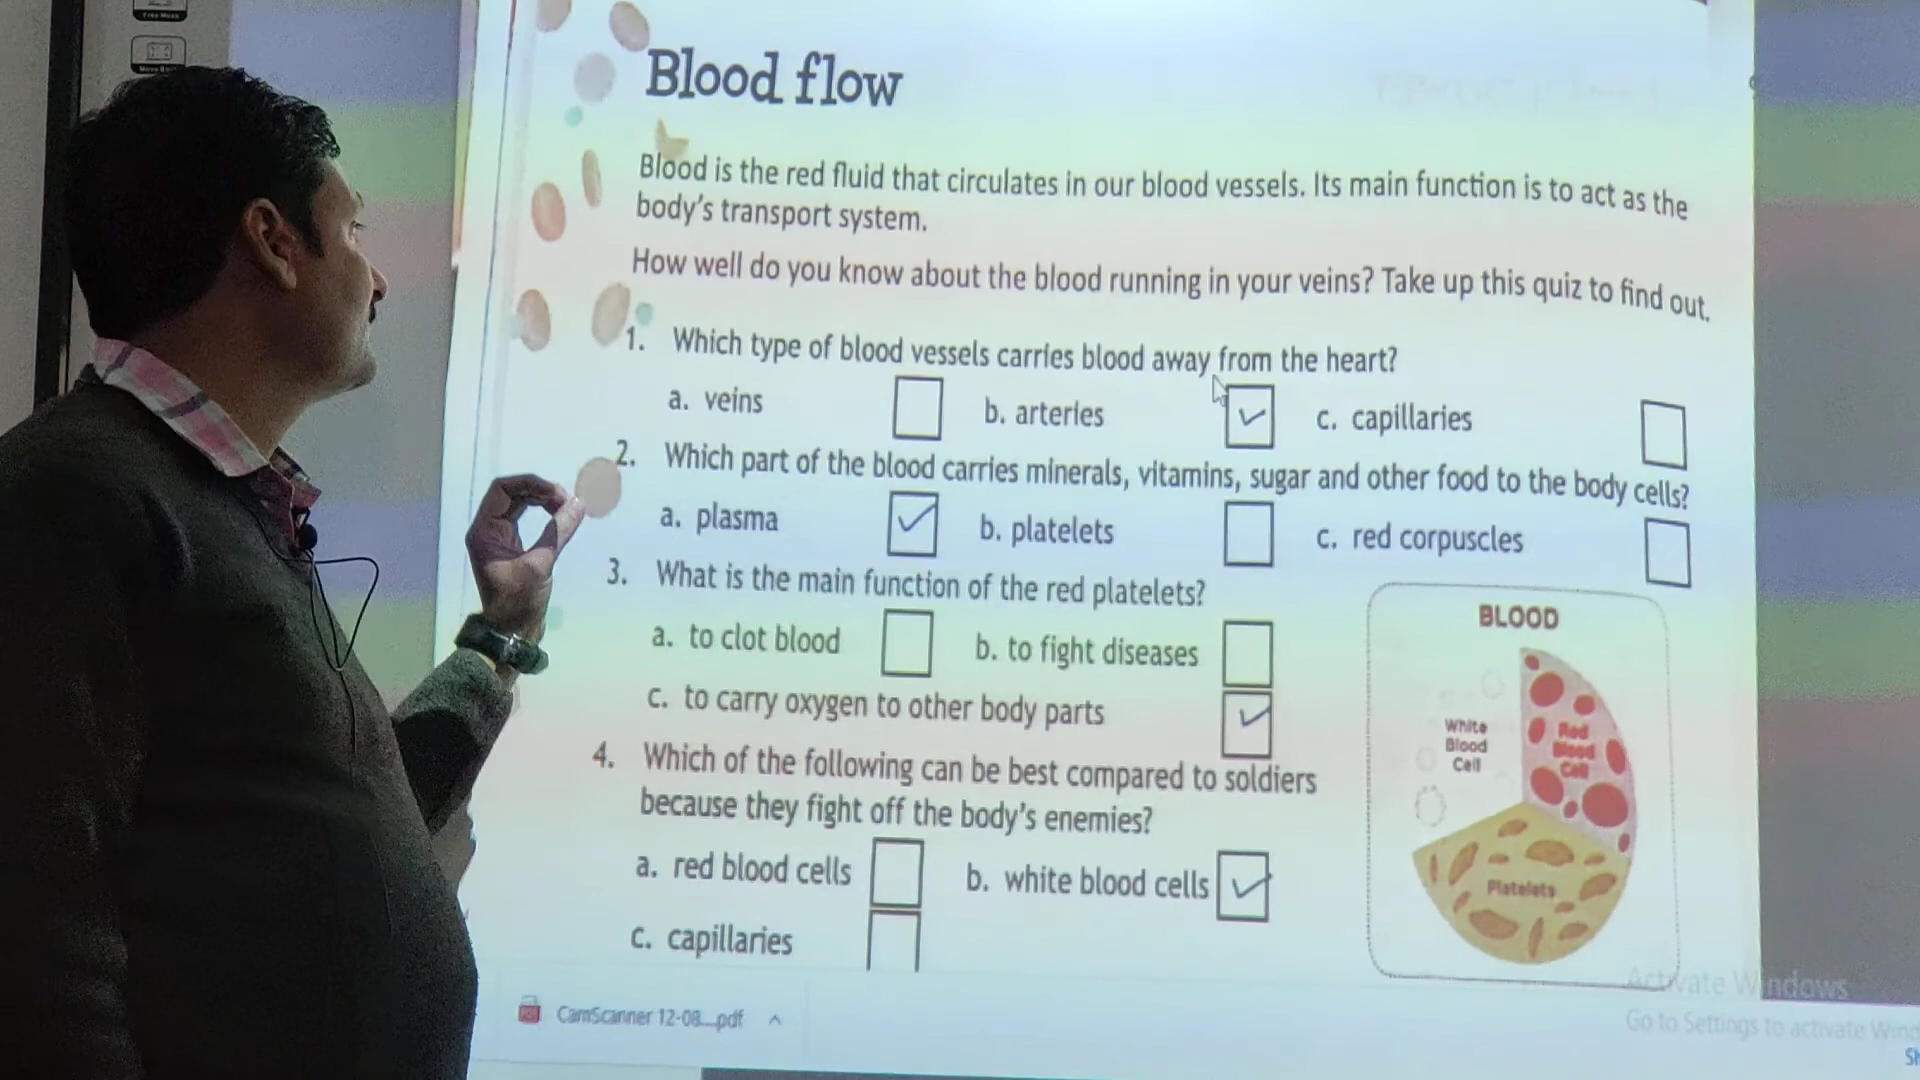 Free Mode
Blood flow
Blood is the red fluid that circulates in our blood vessels. Its main function is to act as the
body's transport system.
How well do you know about the blood running in your veins? Take up this quiz to find out.
1. Which type of blood vessels carries blood away from the heart?
a. veins b. arteries c. capillaries
2. Which part of the blood carries minerals, vitamins, sugar and other food to the body cells?
a. plasma b. platelets c. red corpuscles
3. What is the main function of the red platelets?
a. to clot blood b. to fight diseases
c. to carry oxygen to other body parts
4. Which of the following can be best compared to soldiers
because they fight off the body's enemies?
a. red blood cells b. white blood cells
c. capillaries
BLOOD
White
Blood
Cell
Red
Blood
Cell
Platelets
CamScanner 12-08....pdf
Activate Windows
Go to Settings to activate Wind
Sh